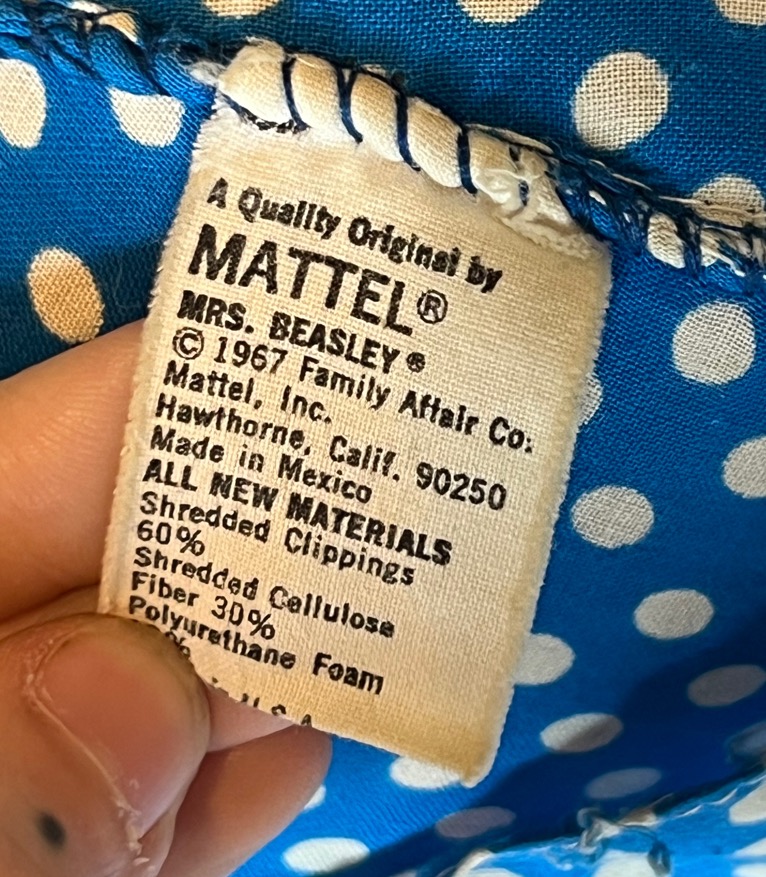 A Quality Original by
MATTEL®
MRS. BEASLEY®
© 1967 Family Affair Co.
Mattel, Inc.
Hawthorne, Calif. 90250
Made in Mexico
ALL NEW MATERIALS
Shredded Clippings
60%
Shredded Cellulose
Fiber 30%
Polyurethane Foam
%
in U.S.A.